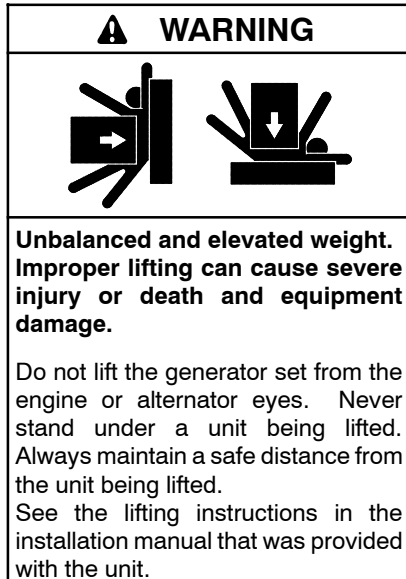 WARNING
Unbalanced and elevated weight.
Improper lifting can cause severe
injury or death and equipment
damage.
Do not lift the generator set from the
engine or alternator eyes. Never
stand under a unit being lifted.
Always maintain a safe distance from
the unit being lifted.
See the lifting instructions in the
installation manual that was provided
with the unit.